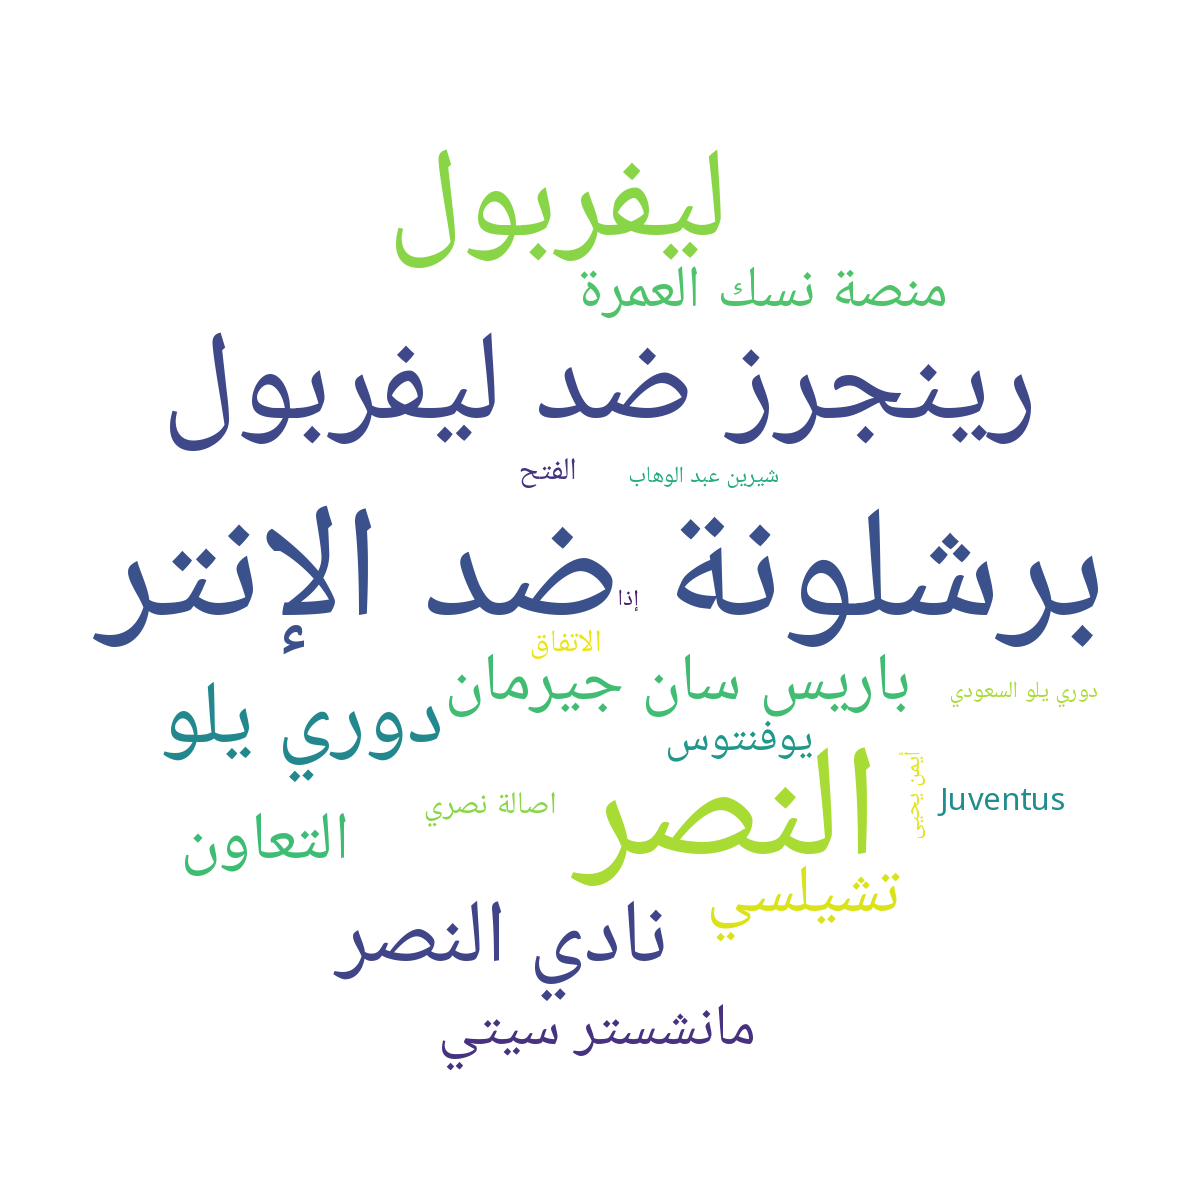 ليفربول
منصة نسك العمرة
رينجرز ضد ليفربول
شيرين عبد الوهاب
الفتح
برشلونة ضد الإنتر
إذا
الاتفاق
باريس سان جيرمان
دوري يلو السعودي
دوري يلو
يوفنتوس
أيمن يحيى
Juventus
النصر
اصالة نصري
التعاون
تشيلسي
نادي النصر
مانشستر سيتي